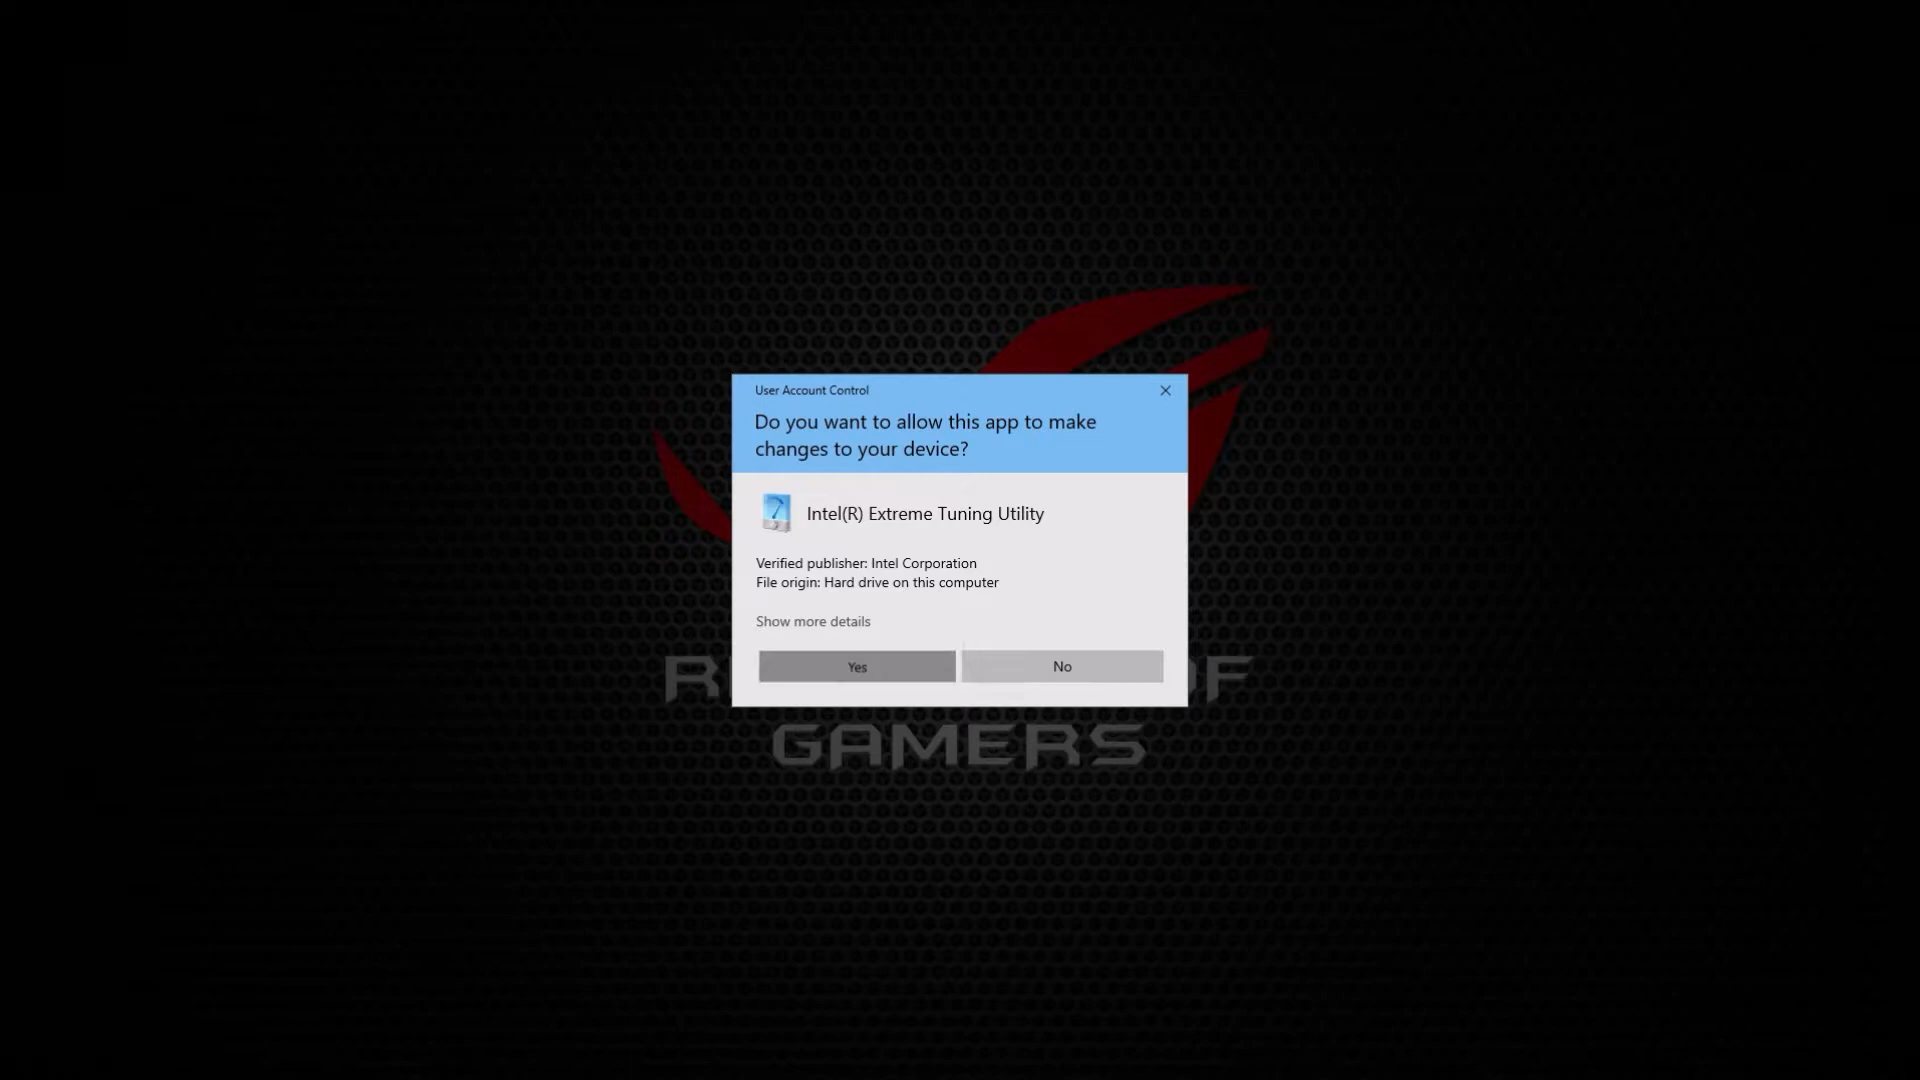 User Account Control
Do you want to allow this app to make
changes to your device?
Intel(R) Extreme Tuning Utility
Verified publisher: Intel Corporation
File origin: Hard drive on this computer
Show more details
Yes
No
GAMERS